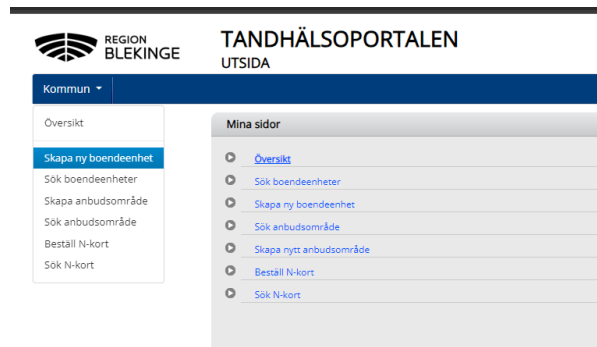 REGION
BLEKINGE
TANDHÄLSOPORTALEN
UTSIDA
Kommun
Översikt
Skapa ny boendeenhet
Sök boendeenheter
Skapa anbudsområde
Sök anbudsområde
Beställ N-kort
Sök N-kort
Mina sidor
Översikt
Sök boendeenheter
Skapa ny boendeenhet
Sök anbudsområde
Skapa nytt anbudsområde
Beställ N-kort
Sök N-kort